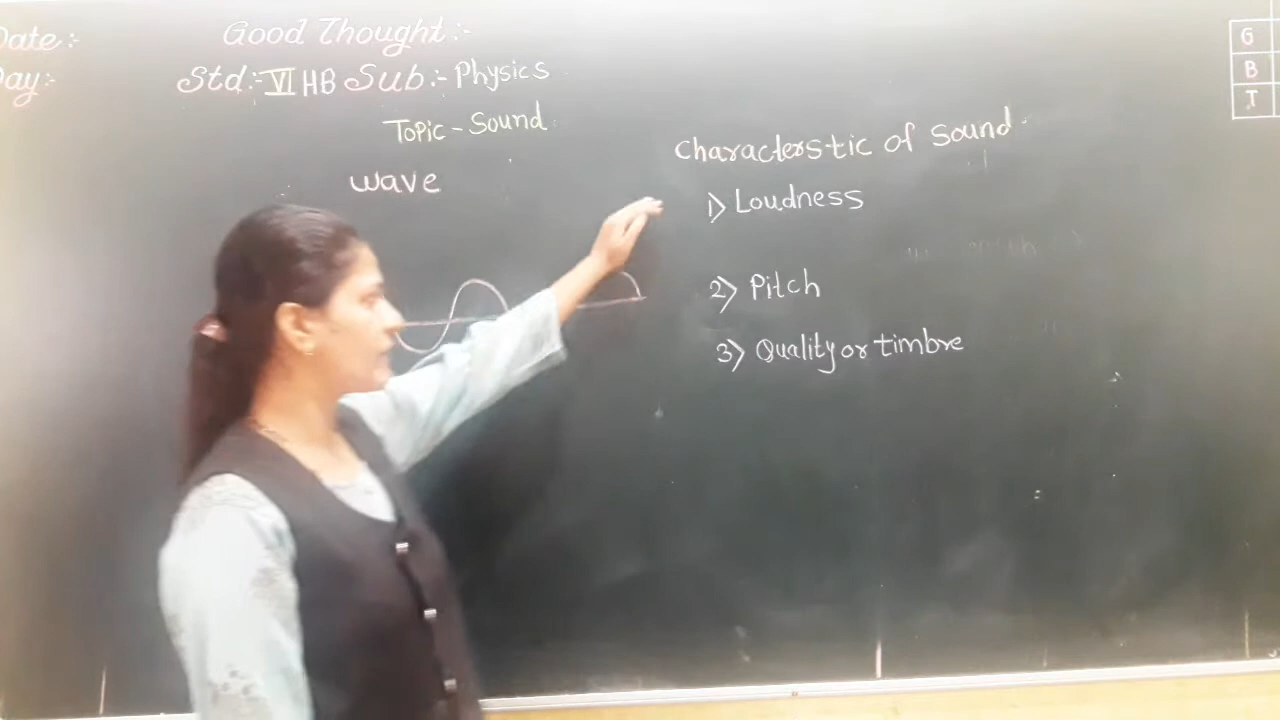 Date:-
Good Thought:-
Day:-
Std:- VI HB Sub:- Physics
Topic - Sound
wave
Characterstic of Sound.
1) Loudness
2) Pitch
3) Quality or timbre
G
B
T